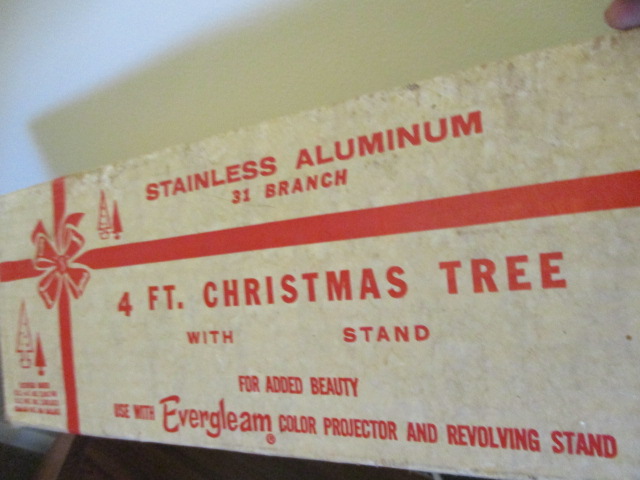 STAINLESS ALUMINUM
31 BRANCH
4 FT. CHRISTMAS TREE
WITH STAND
FOR ADDED BEAUTY
USE WITH Evergleam® COLOR PROJECTOR AND REVOLVING STAND